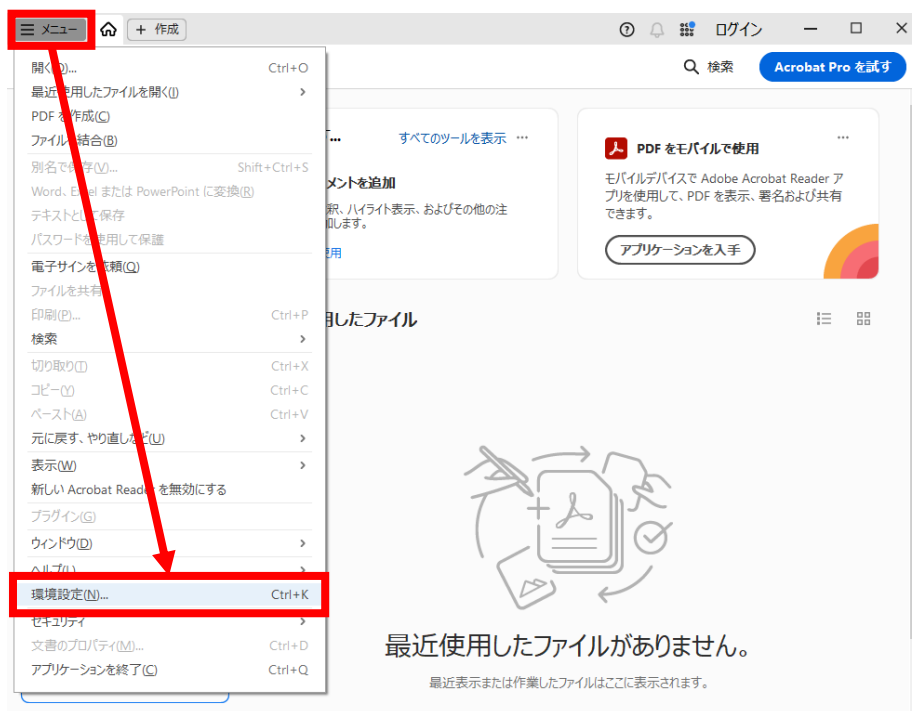 メニュー
+ 作成
ログイン
開く(O)... Ctrl+O
最近使用したファイルを開く(I)
PDF を作成(C)
ファイルを結合(B)
別名で保存(V)... Shift+Ctrl+S
Word、Excel または PowerPoint に変換(R)
テキストとして保存
パスワードを使用して保護
電子サインを依頼(Q)
ファイルを共有
印刷(P)... Ctrl+P
検索
切り取り(T) Ctrl+X
コピー(Y) Ctrl+C
ペースト(A) Ctrl+V
元に戻す、やり直しなど(U)
表示(W)
新しい Acrobat Reader を無効にする
プラグイン(G)
ウィンドウ(D)
ヘルプ(L)
環境設定(N)... Ctrl+K
セキュリティ
文書のプロパティ(M)... Ctrl+D
アプリケーションを終了(C) Ctrl+Q
検索
Acrobat Pro を試す
すべてのツールを表示 ...
メントを追加
釈、ハイライト表示、およびその他の注
加します。
使用
PDF をモバイルで使用
モバイルデバイスで Adobe Acrobat Reader ア
プリを使用して、PDF を表示、署名および共有
できます。
アプリケーションを入手
用したファイル
最近使用したファイルがありません。
最近表示または作業したファイルはここに表示されます。